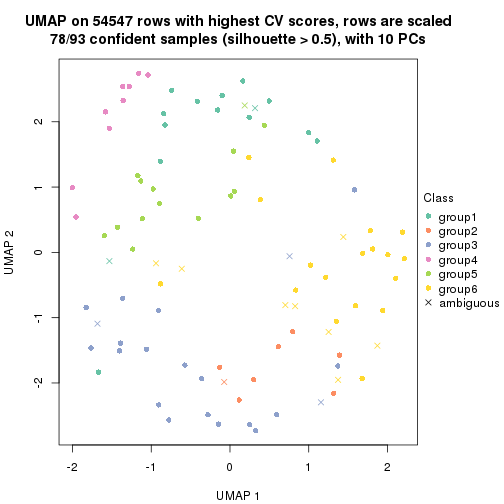 UMAP on 54547 rows with highest CV scores, rows are scaled
78/93 confident samples (silhouette > 0.5), with 10 PCs
UMAP 2
2
1
0
-1
-2
-2
-1
0
1
2
UMAP 1
Class
group1
group2
group3
group4
group5
group6
ambiguous